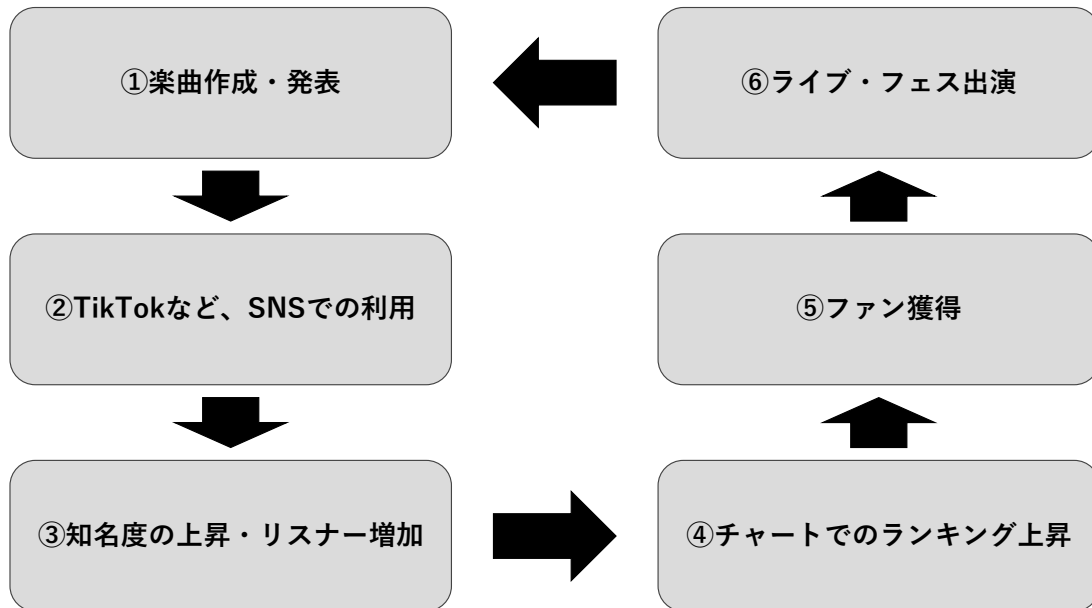 ①楽曲作成・発表
②TikTokなど、SNSでの利用
③知名度の上昇・リスナー増加
④チャートでのランキング上昇
⑤ファン獲得
⑥ライブ・フェス出演